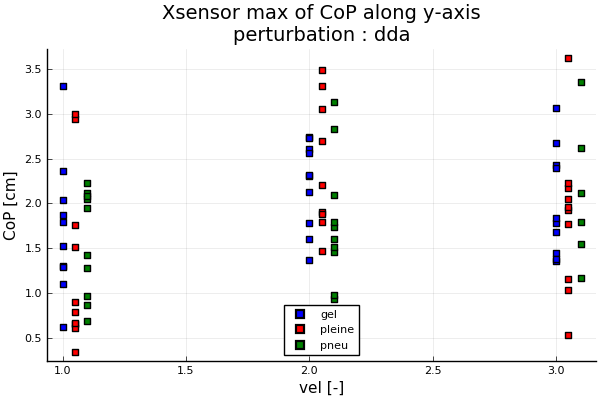 Xsensor max of CoP along y-axis
perturbation : dda
CoP [cm]
3.5
3.0
2.5
2.0
1.5
1.0
0.5
gel
pleine
pneu
1.0
1.5
2.0
2.5
3.0
vel [-]